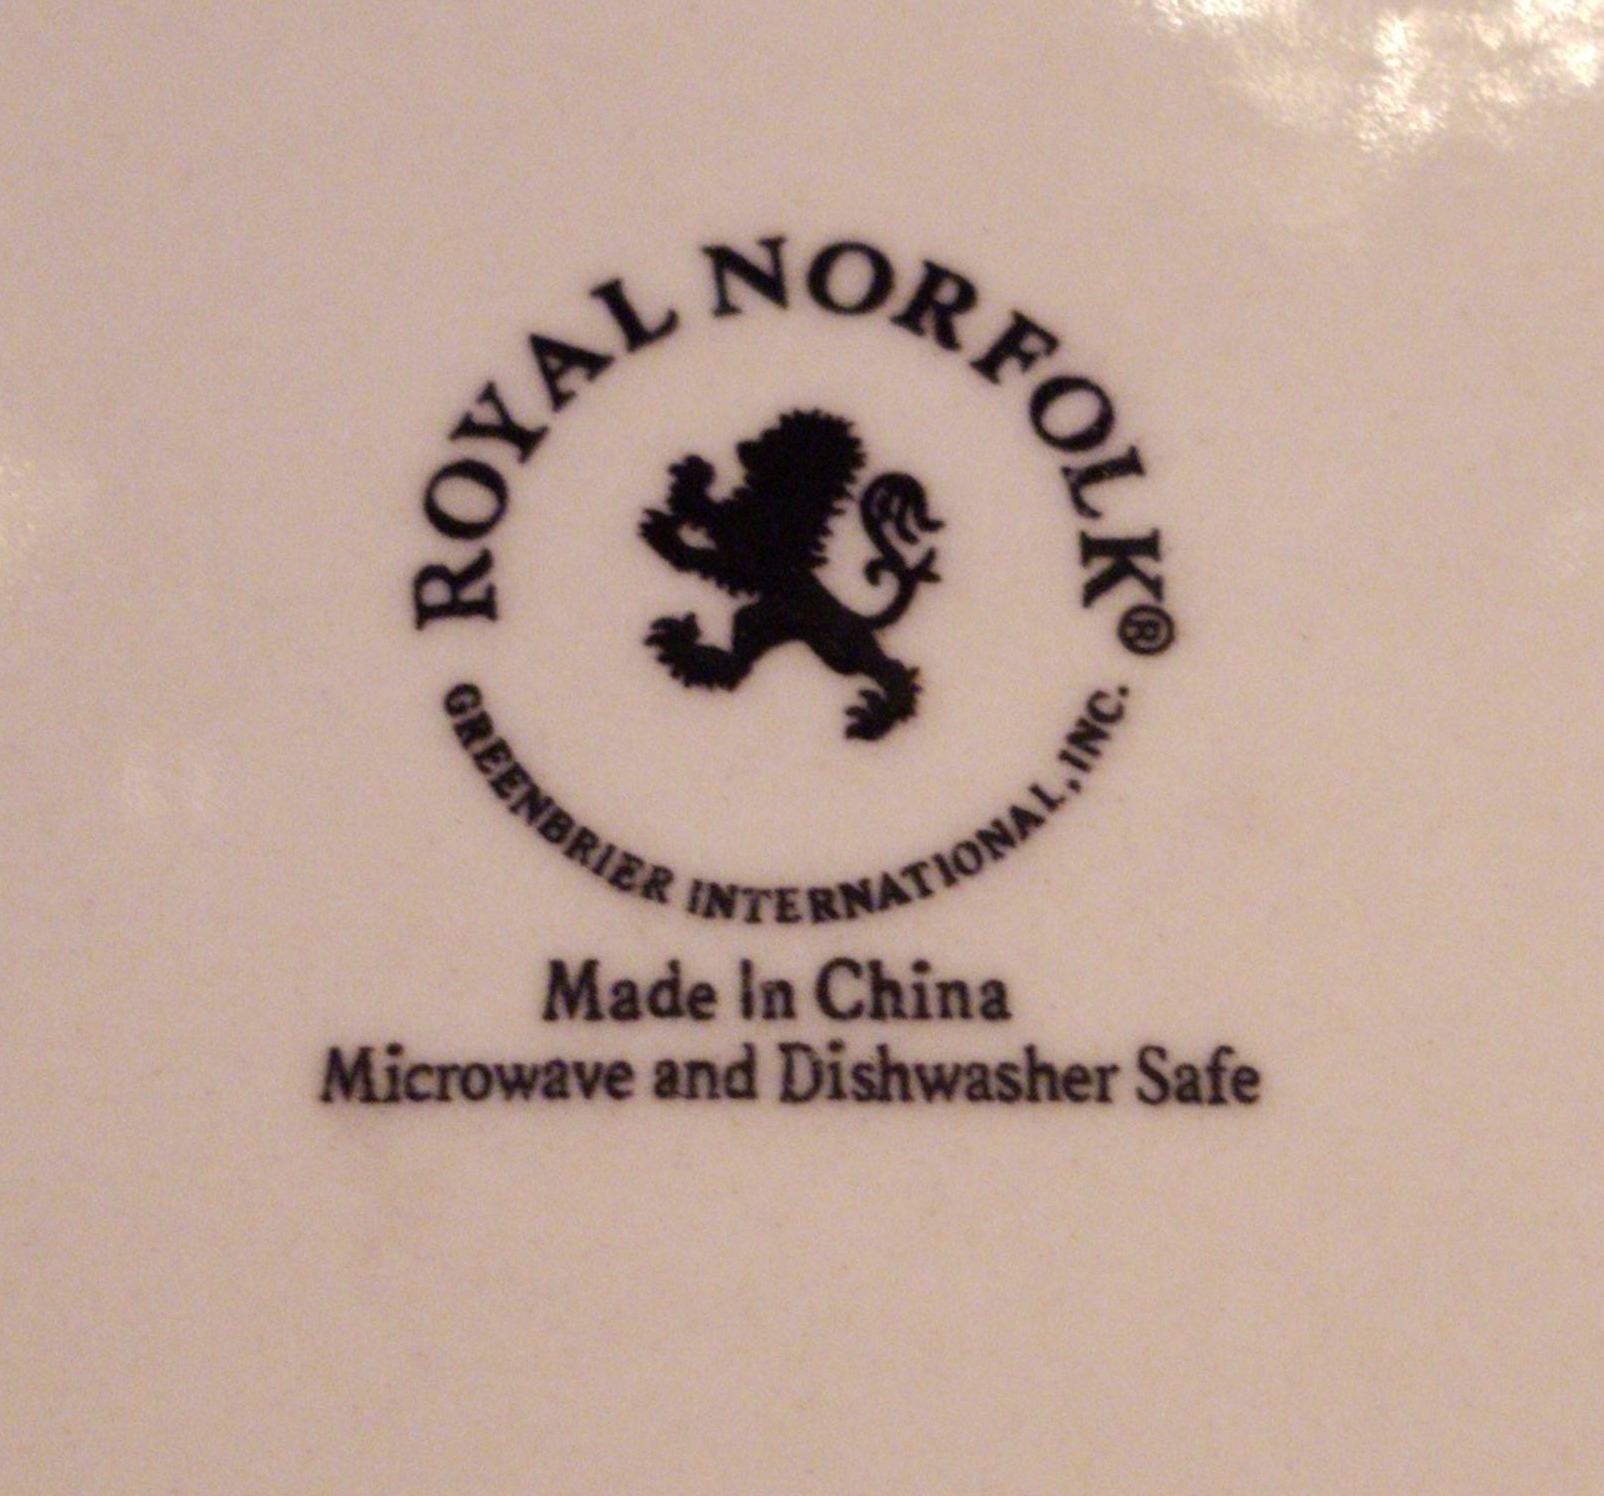 ROYAL NORFOLK®
GREENBRIER INTERNATIONAL, INC.
Made In China
Microwave and Dishwasher Safe